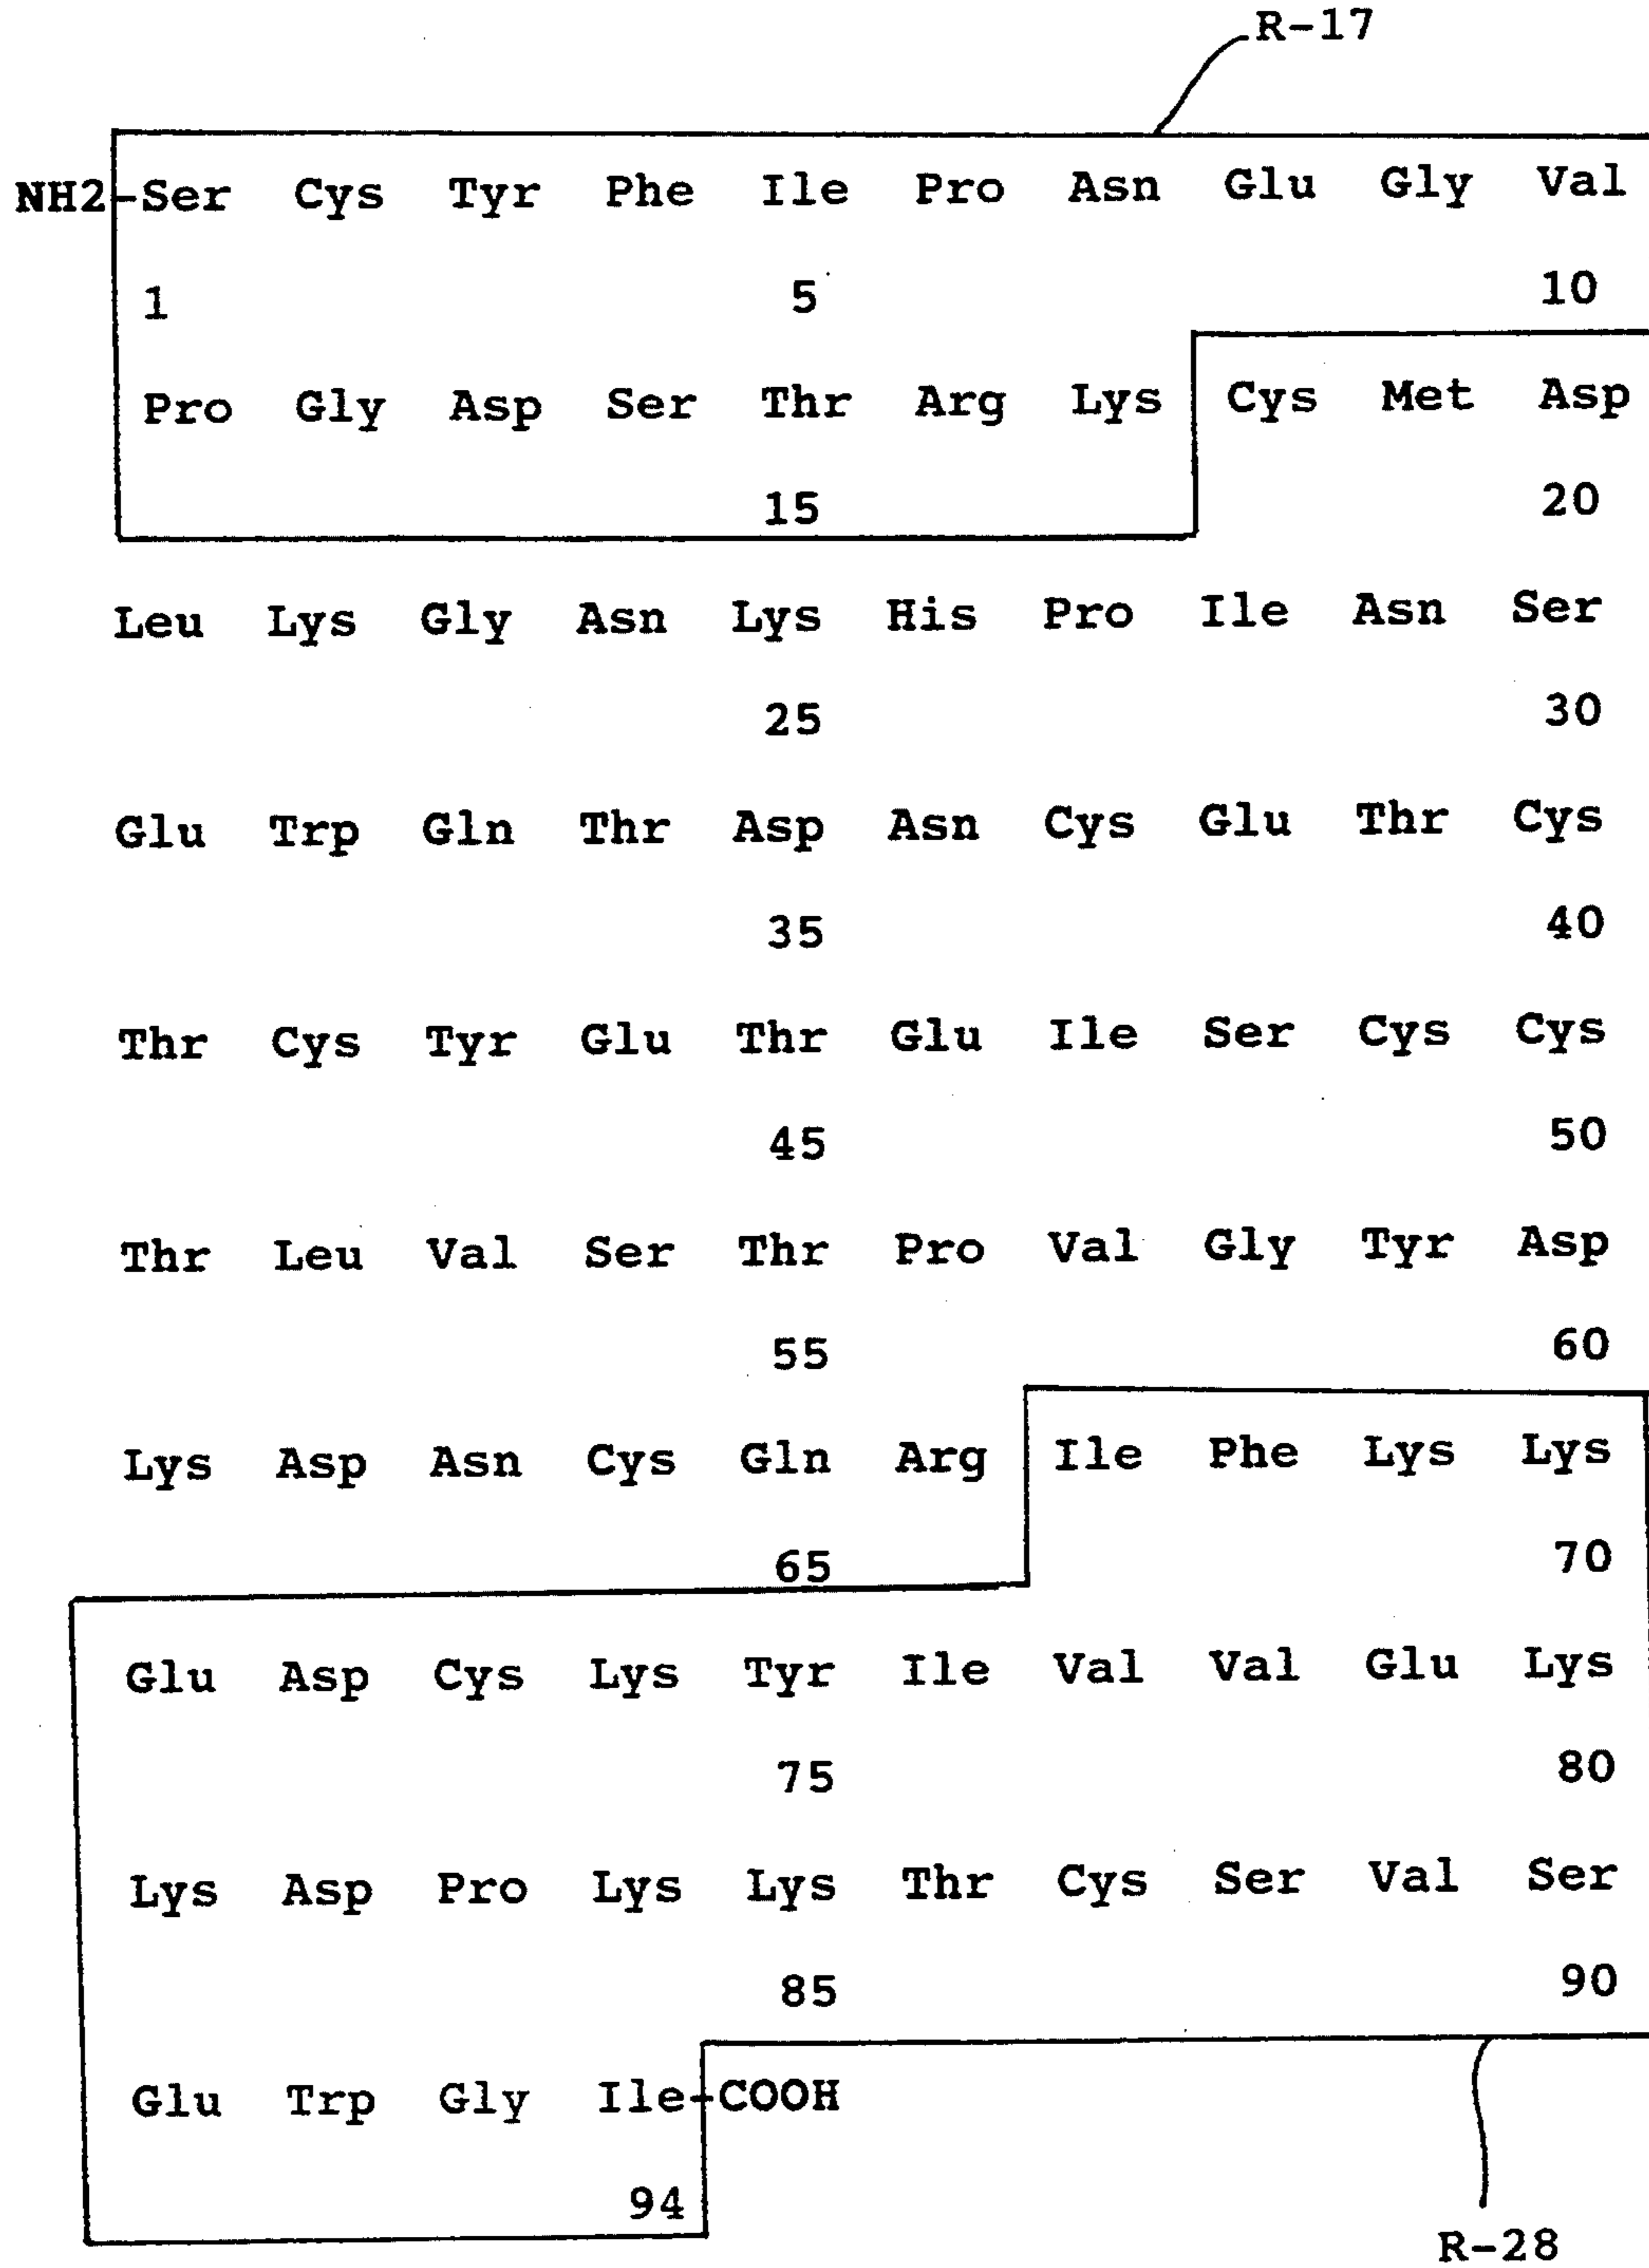 R-17
NH2-Ser Cys Tyr Phe Ile Pro Asn Glu Gly Val
1 5 10
Pro Gly Asp Ser Thr Arg Lys Cys Met Asp
15 20
Leu Lys Gly Asn Lys His Pro Ile Asn Ser
25 30
Glu Trp Gln Thr Asp Asn Cys Glu Thr Cys
35 40
Thr Cys Tyr Glu Thr Glu Ile Ser Cys Cys
45 50
Thr Leu Val Ser Thr Pro Val Gly Tyr Asp
55 60
Lys Asp Asn Cys Gln Arg Ile Phe Lys Lys
65 70
Glu Asp Cys Lys Tyr Ile Val Val Glu Lys
75 80
Lys Asp Pro Lys Lys Thr Cys Ser Val Ser
85 90
Glu Trp Gly Ile-COOH
94
R-28